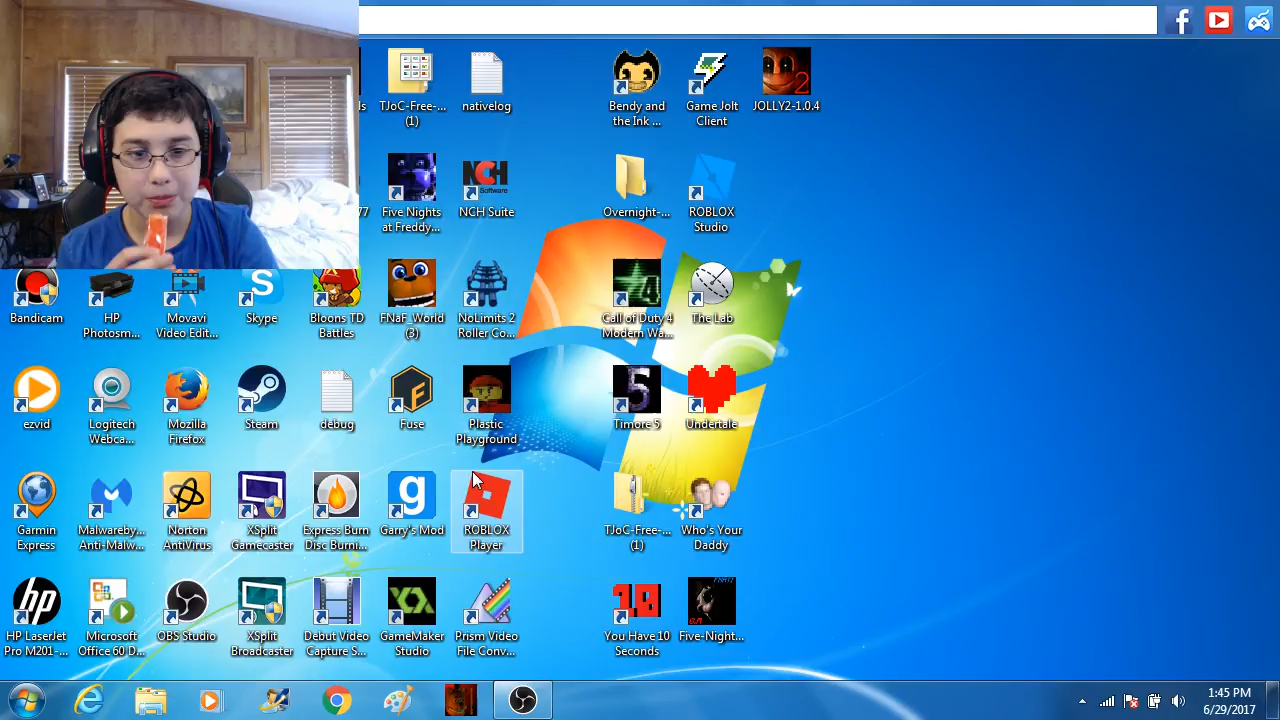 ls
TJoC-Free-...
(1)
nativelog
Bendy and
the Ink ...
Game Jolt
Client
2
JOLLY2-1.0.4
77
Five Nights
at Freddy...
NCH
Software
NCH Suite
Overnight-...
ROBLOX
Studio
Bandicam
HP
Photosm...
Movavi
Video Edit...
S
Skype
Bloons TD
Battles
FNaF_World
(3)
NoLimits 2
Roller Co...
4
Call of Duty 4
Modern Wa...
The Lab
ezvid
Logitech
Webca...
Mozilla
Firefox
Steam
debug
F
Fuse
Plastic
Playground
5
Timore 5
Undertale
Garmin
Express
Malwareby...
Anti-Malw...
Norton
AntiVirus
XSplit
Gamecaster
Express Burn
Disc Burni...
g
Garry's Mod
ROBLOX
Player
TJoC-Free-...
(1)
Who's Your
Daddy
hp
HP LaserJet
Pro M201-...
Microsoft
Office 60 D...
OBS Studio
XSplit
Broadcaster
Debut Video
Capture S...
GameMaker
Studio
Prism Video
File Conv...
10
You Have 10
Seconds
Five-Night...
1:45 PM
6/29/2017